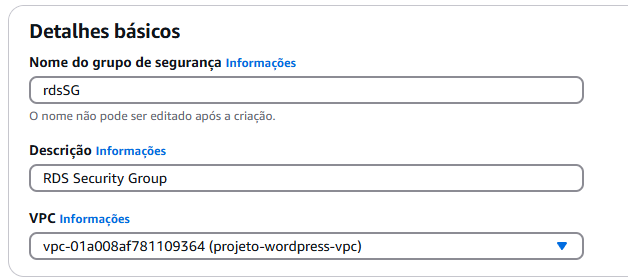 Detalhes básicos
Nome do grupo de segurança Informações
rdsSG
O nome não pode ser editado após a criação.
Descrição Informações
RDS Security Group
VPC Informações
vpc-01a008af781109364 (projeto-wordpress-vpc)